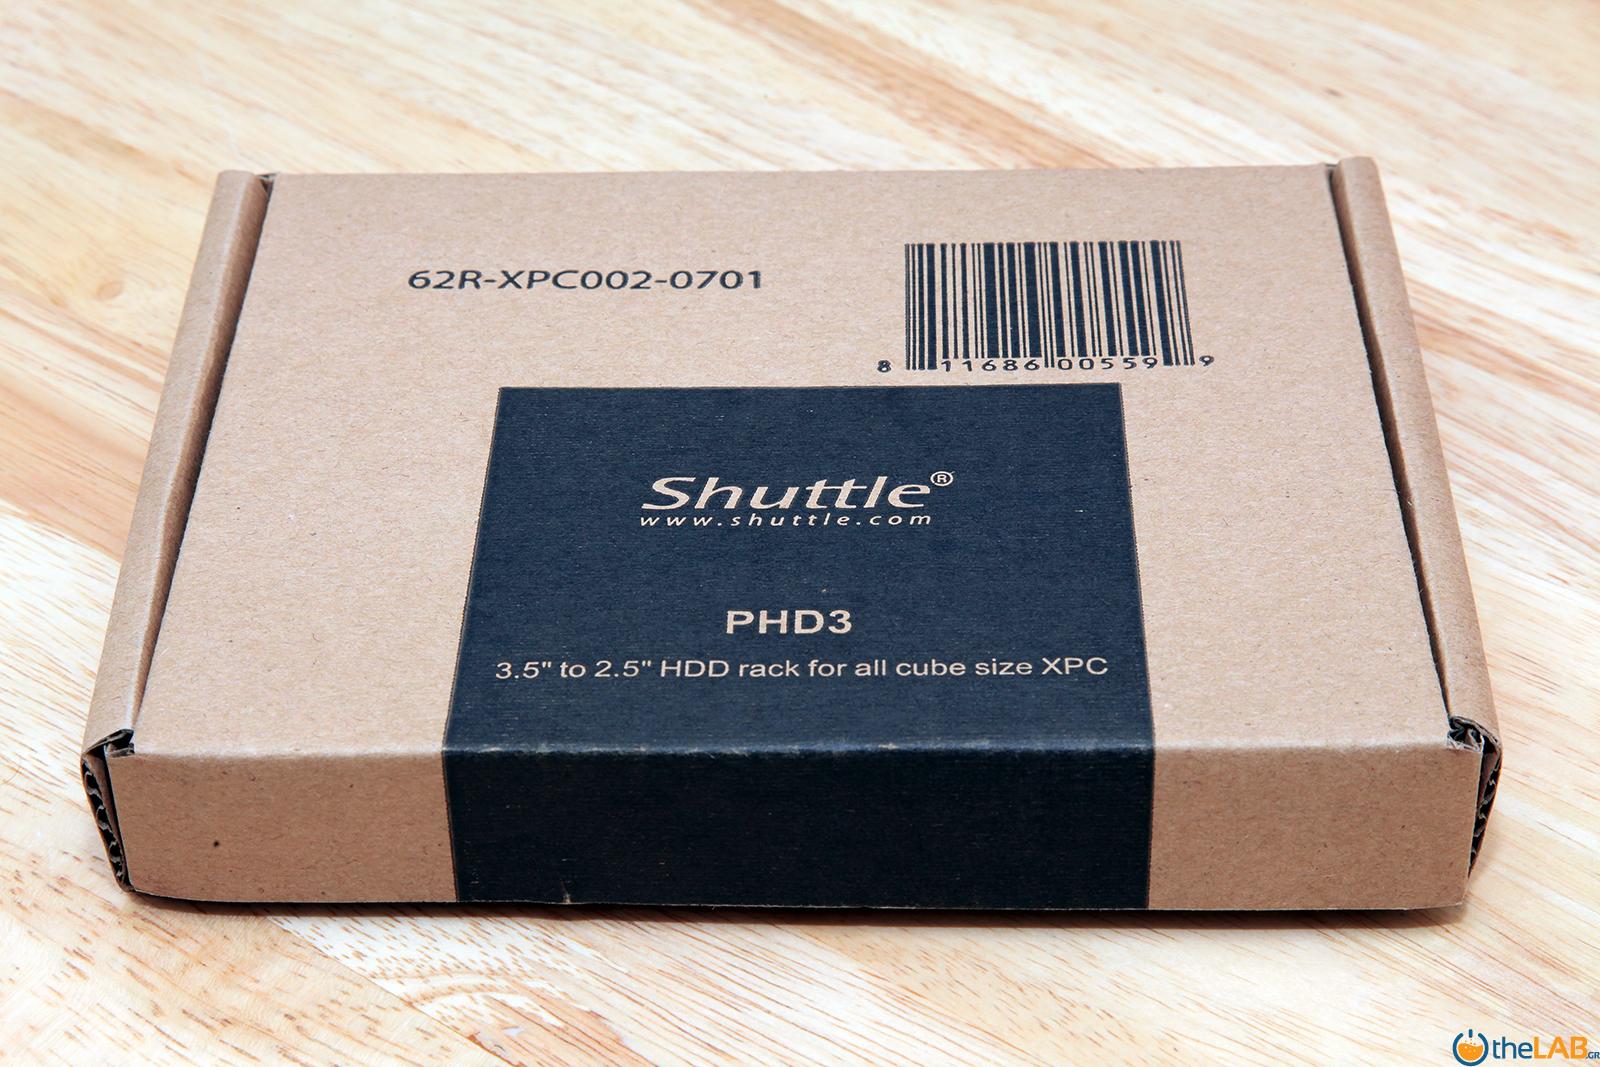 62R-XPC002-0701
8 11686 00559 9
Shuttle®
www.shuttle.com
PHD3
3.5" to 2.5" HDD rack for all cube size XPC
theLAB.GR